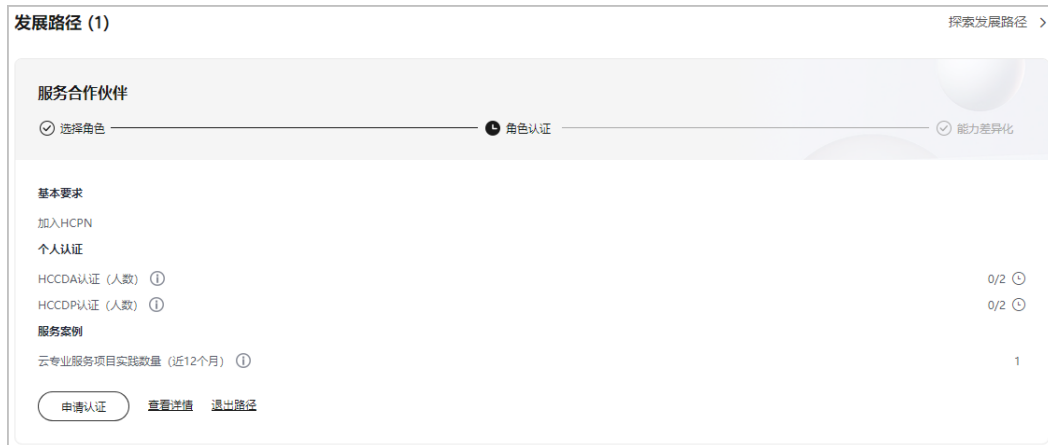 发展路径 (1)
探索发展路径
服务合作伙伴
选择角色
角色认证
能力差异化
基本要求
加入HCPN
个人认证
HCCDA认证（人数）
0/2
HCCDP认证（人数）
0/2
服务案例
云专业服务项目实践数量（近12个月）
1
申请认证 查看详情 退出路径